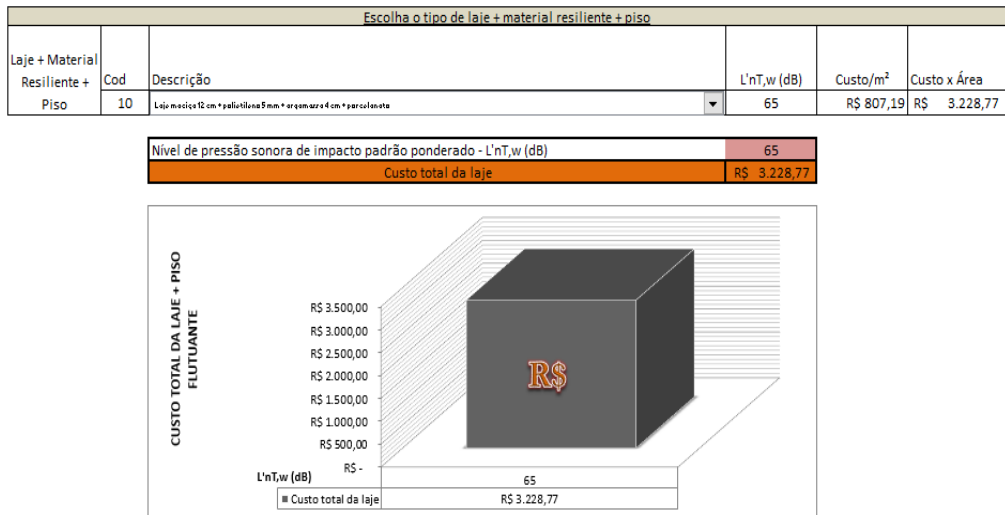 Escolha o tipo de laje + material resiliente + piso
Laje + Material Resiliente + Piso
Cod
Descrição
L'nT,w (dB)
Custo/m²
Custo x Área
10
Laje maciça 12 cm + polietileno 5 mm + argamassa 4 cm + porcelanato
65
R$ 807,19
R$ 3.228,77
Nível de pressão sonora de impacto padrão ponderado - L'nT,w (dB)
65
Custo total da laje
R$ 3.228,77
CUSTO TOTAL DA LAJE + PISO
FLUTUANTE
R$ 3.500,00
R$ 3.000,00
R$ 2.500,00
R$ 2.000,00
R$ 1.500,00
R$ 1.000,00
R$ 500,00
R$ -
R$
L'nT,w (dB)
65
Custo total da laje
R$ 3.228,77